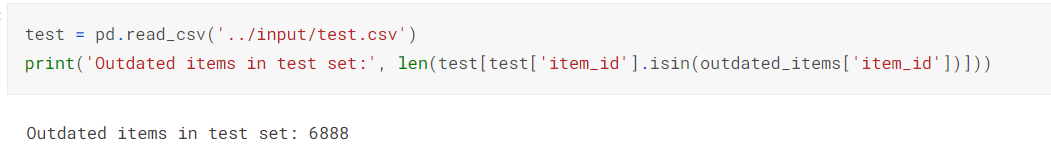 test = pd.read_csv('../input/test.csv')
print('Outdated items in test set:', len(test[test['item_id'].isin(outdated_items['item_id'])]))
Outdated items in test set: 6888